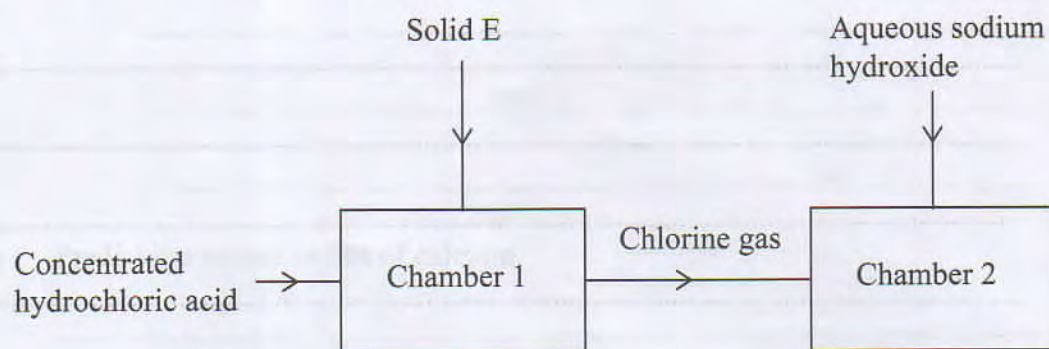 Solid E
Aqueous sodium
hydroxide
Concentrated
hydrochloric acid
Chamber 1
Chlorine gas
Chamber 2